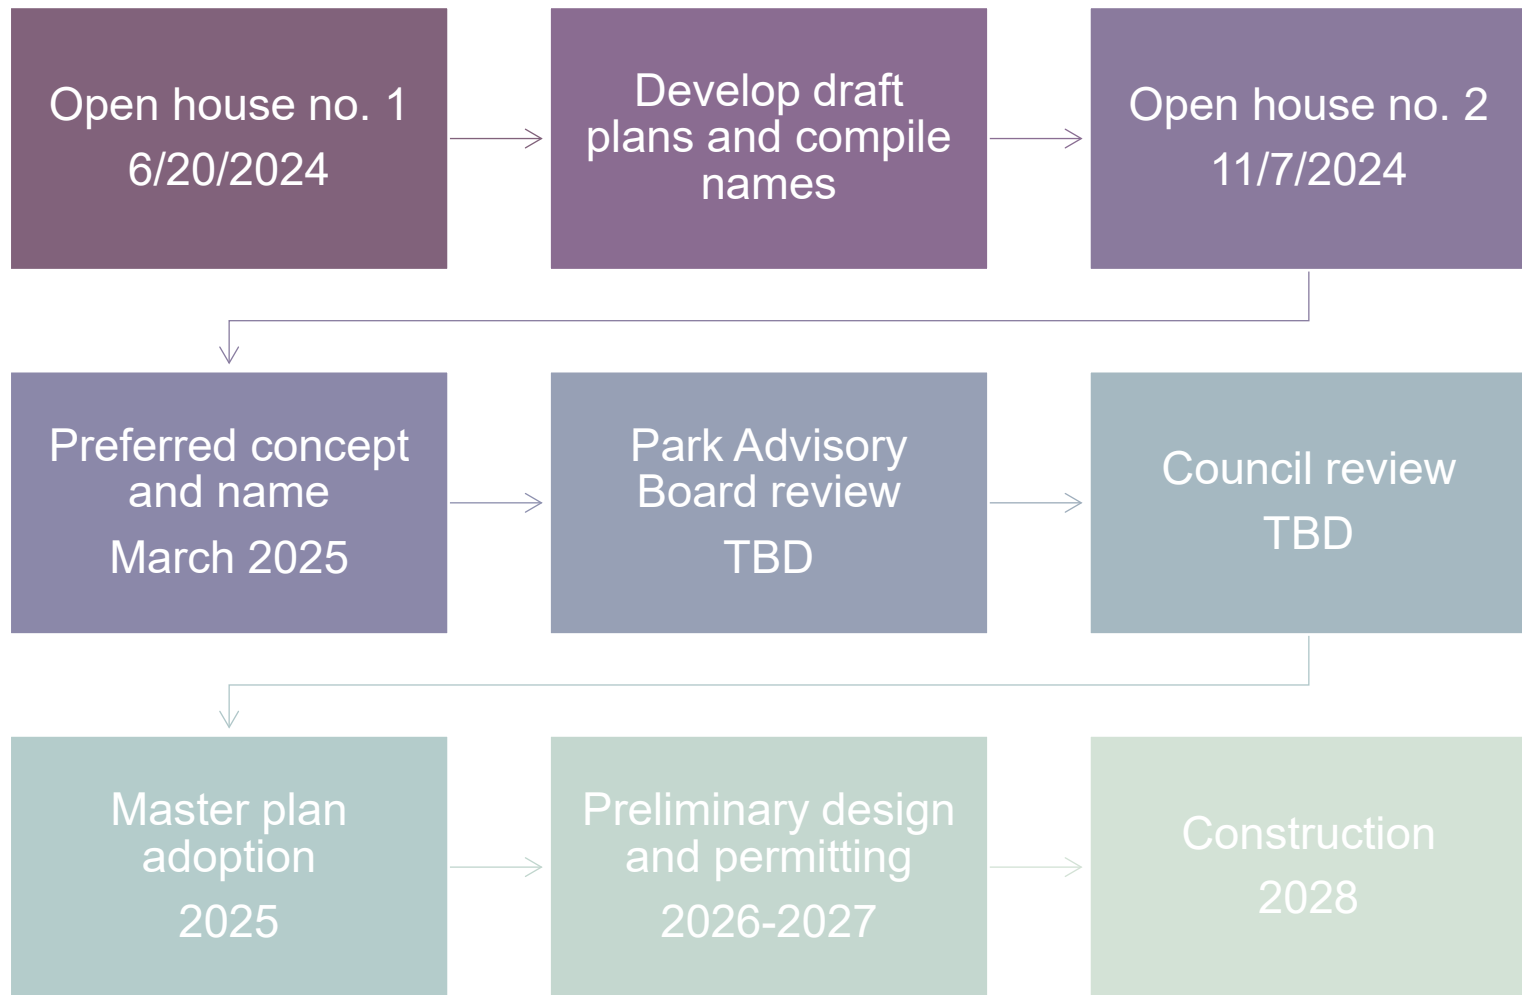 Open house no. 1
6/20/2024
Develop draft
plans and compile
names
Open house no. 2
11/7/2024
Preferred concept
and name
March 2025
Park Advisory
Board review
TBD
Council review
TBD
Master plan
adoption
2025
Preliminary design
and permitting
2026-2027
Construction
2028